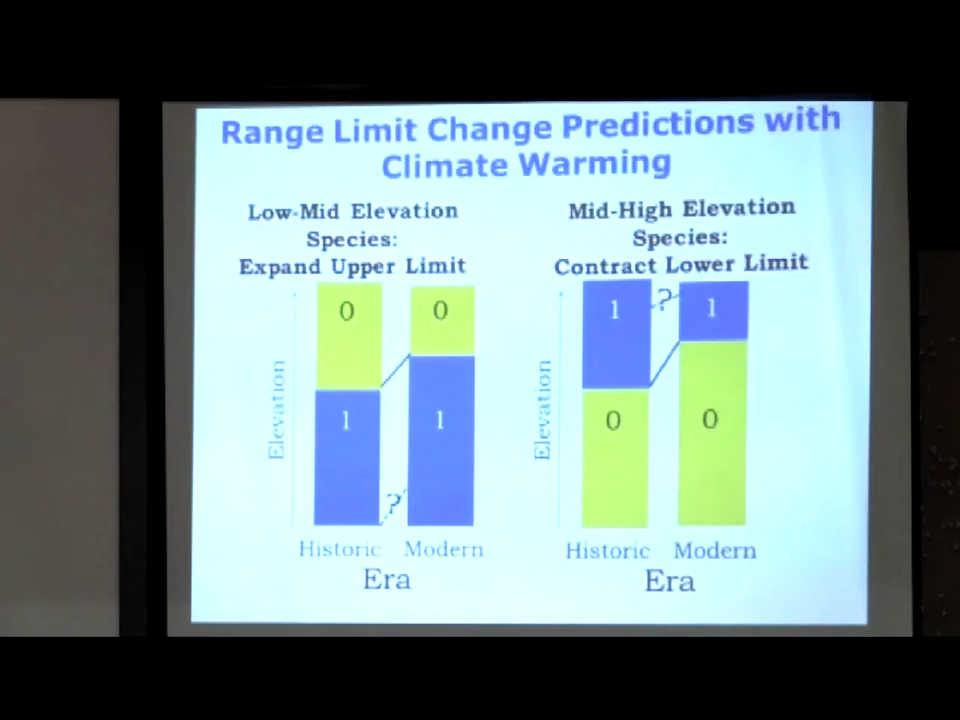 Range Limit Change Predictions with
Climate Warming
Low-Mid Elevation
Species:
Expand Upper Limit
Elevation
0
0
1
1
?
Historic Modern
Era
Mid-High Elevation
Species:
Contract Lower Limit
Elevation
1
?
1
0
0
Historic Modern
Era